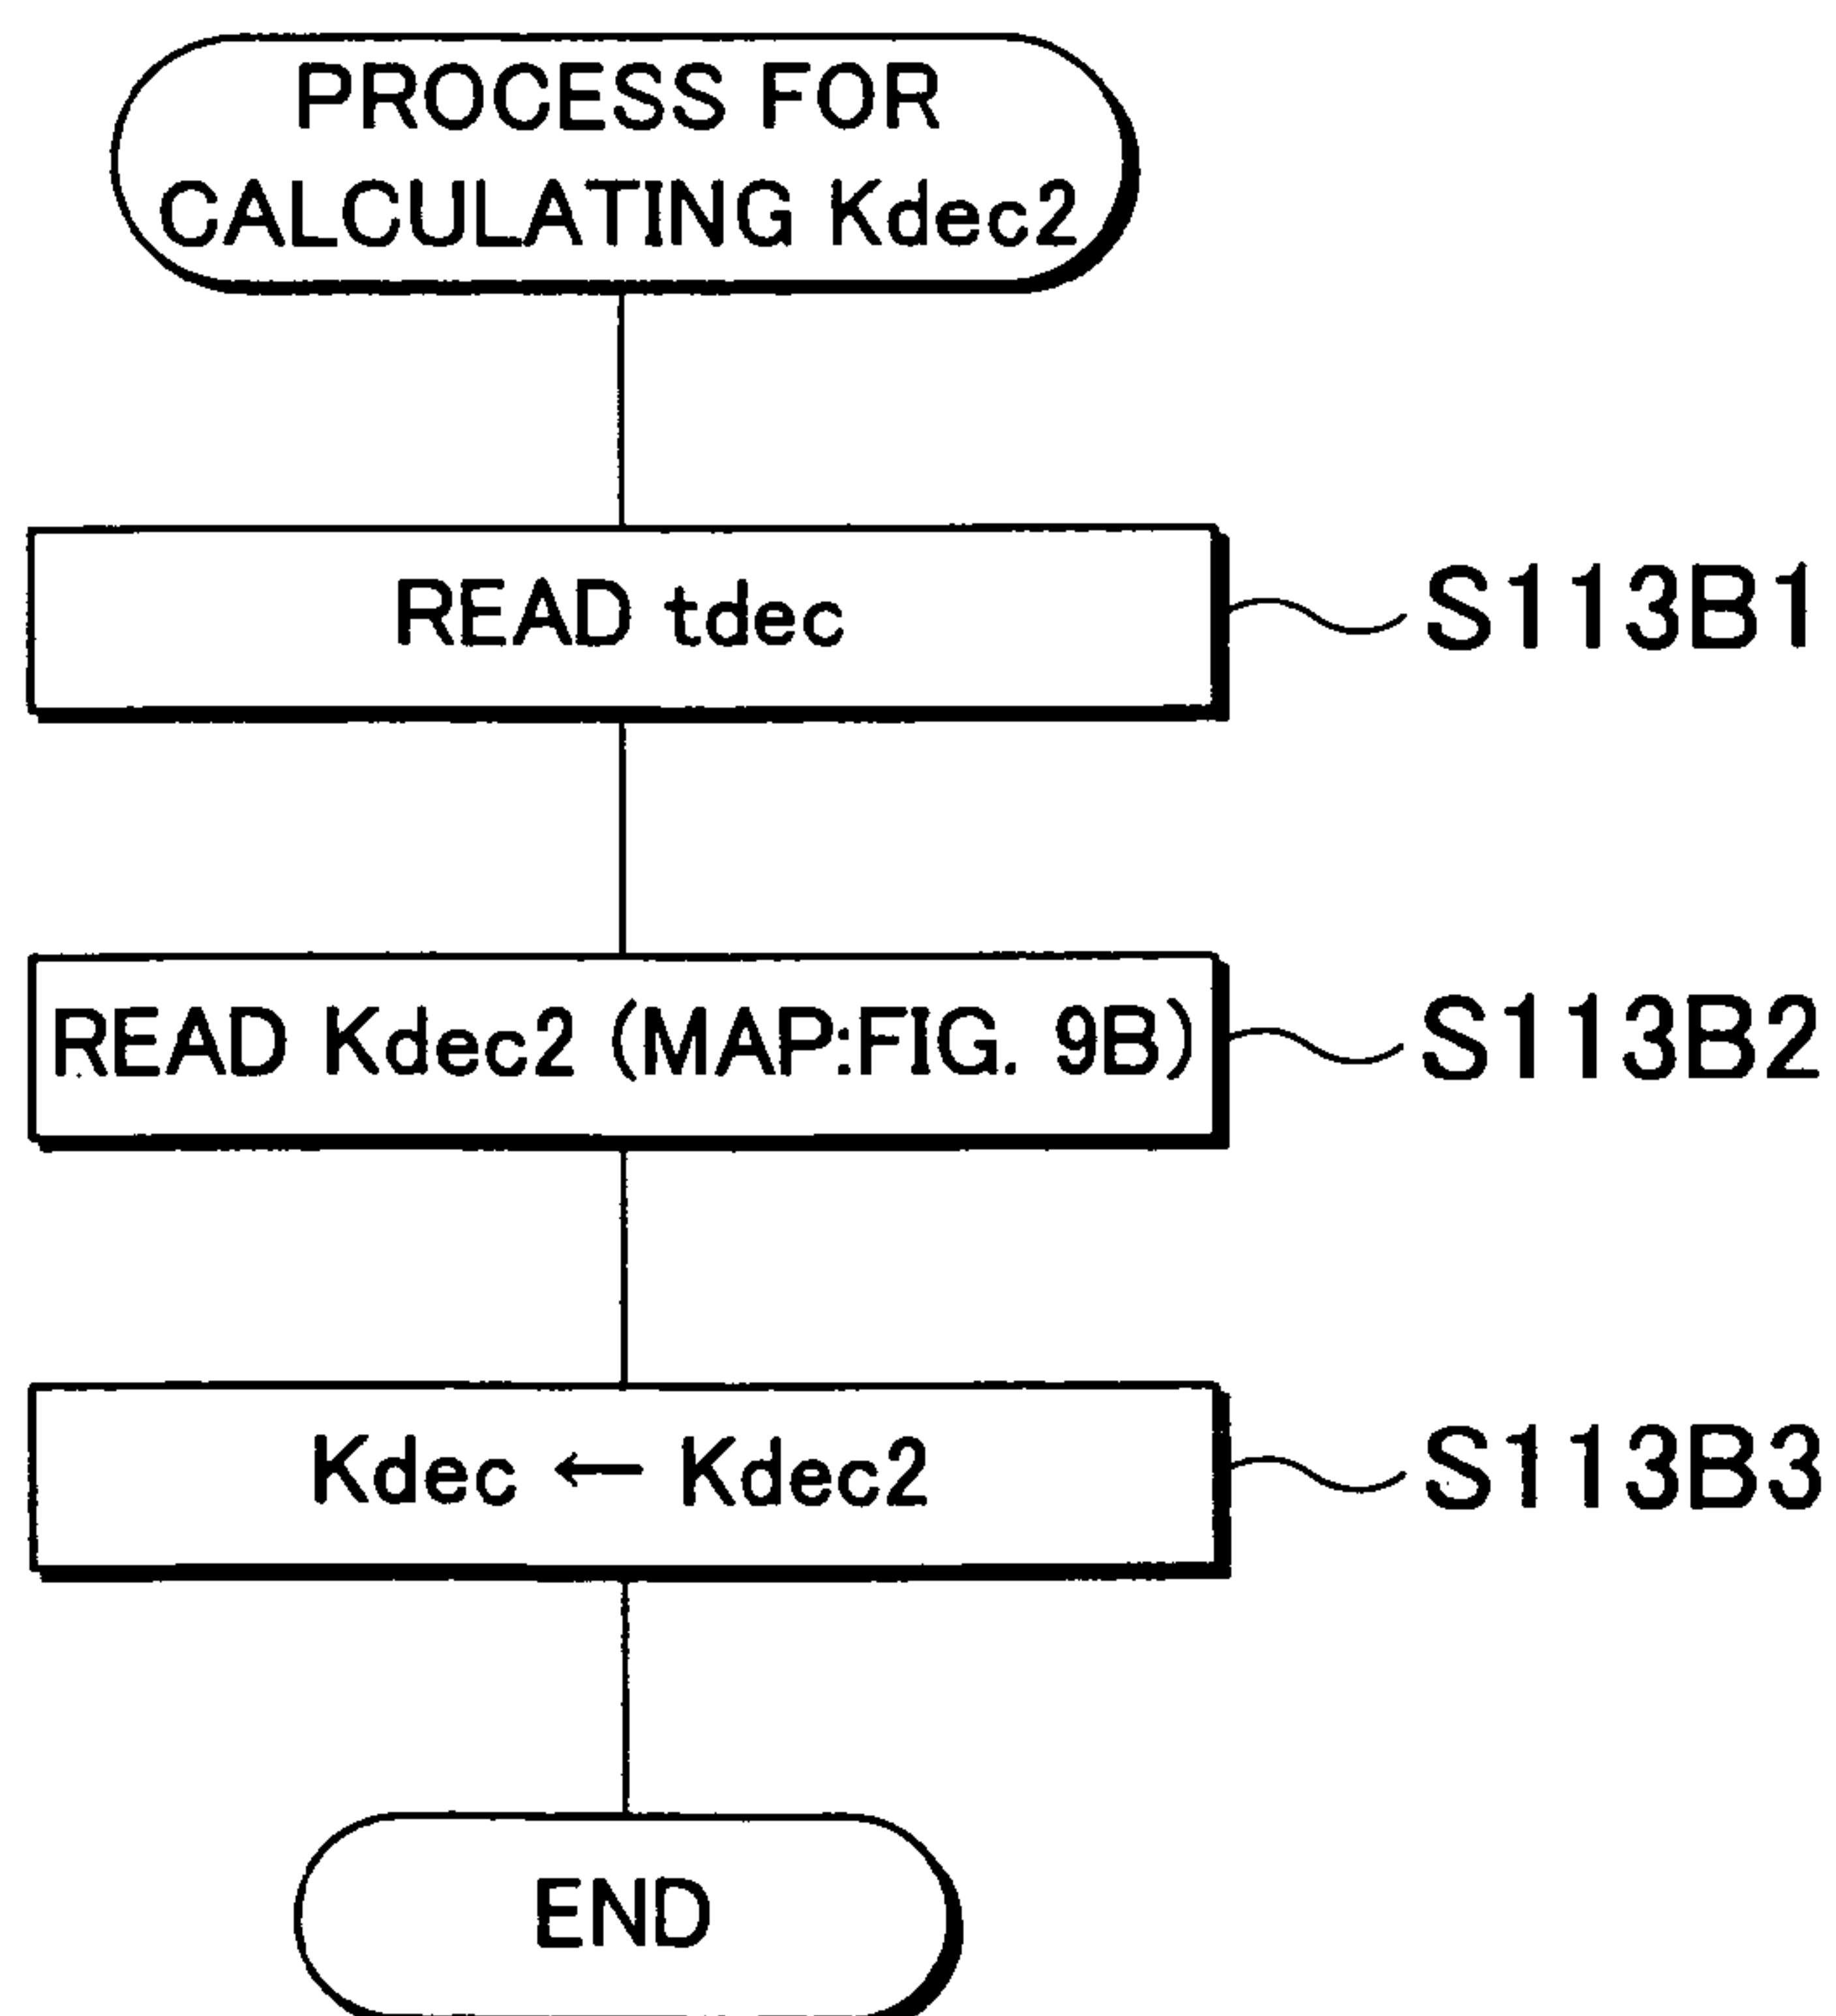 PROCESS FOR
CALCULATING Kdec2
READ tdec
S113B1
READ Kdec2 (MAP:FIG. 9B)
S113B2
Kdec ← Kdec2
S113B3
END